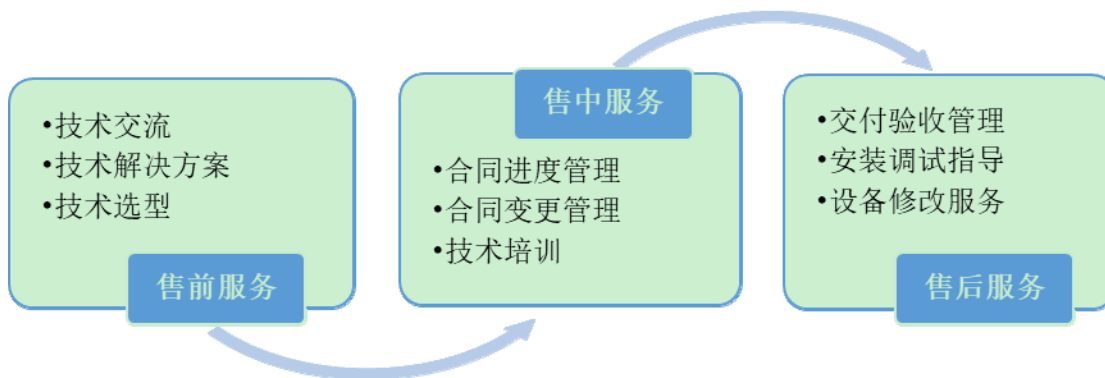 •技术交流
•技术解决方案
•技术选型
售前服务
售中服务
•合同进度管理
•合同变更管理
•技术培训
•交付验收管理
•安装调试指导
•设备修改服务
售后服务